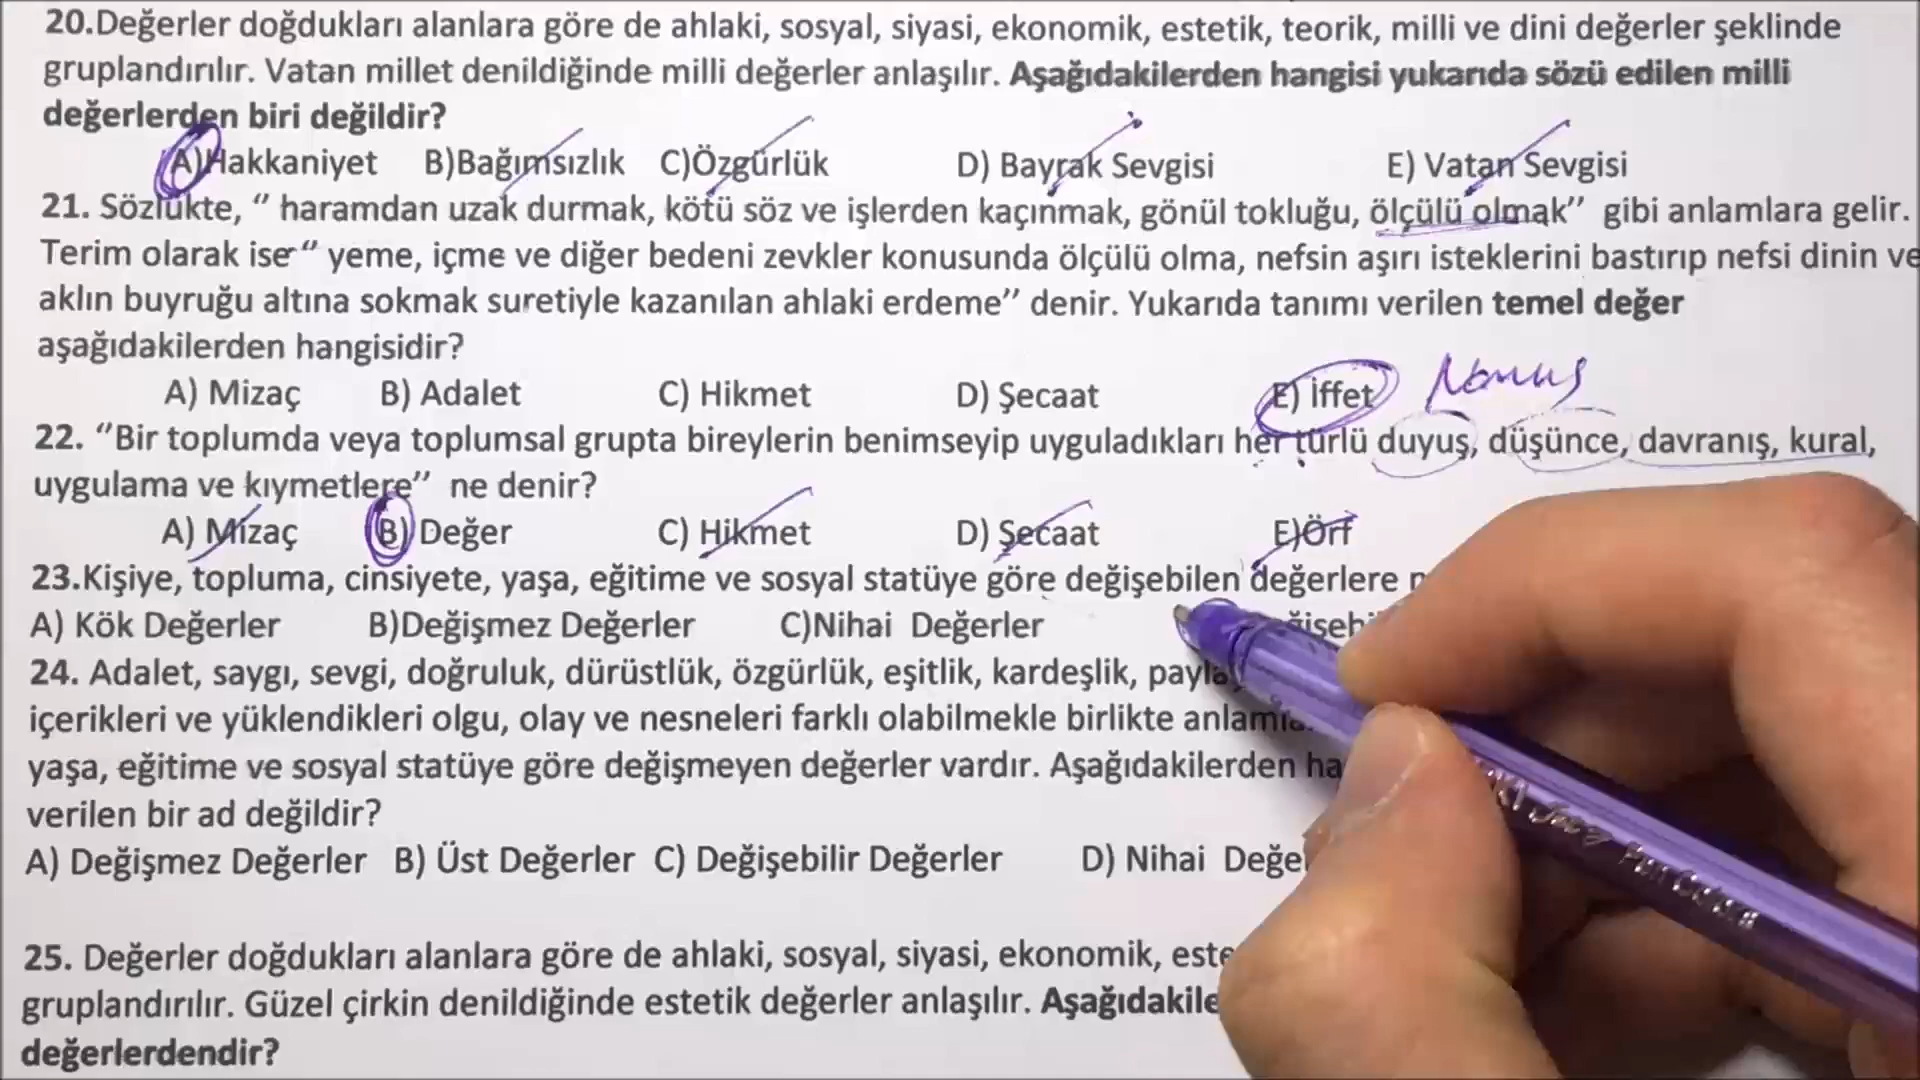 20.Değerler doğdukları alanlara göre de ahlaki, sosyal, siyasi, ekonomik, estetik, teorik, milli ve dini değerler şeklinde
gruplandırılır. Vatan millet denildiğinde milli değerler anlaşılır. Aşağıdakilerden hangisi yukarıda sözü edilen milli
değerlerden biri değildir?
A)Hakkaniyet B)Bağımsızlık C)Özgürlük D) Bayrak Sevgisi E) Vatan Sevgisi
21. Sözlükte, “ haramdan uzak durmak, kötü söz ve işlerden kaçınmak, gönül tokluğu, ölçülü olmak” gibi anlamlara gelir.
Terim olarak ise “ yeme, içme ve diğer bedeni zevkler konusunda ölçülü olma, nefsin aşırı isteklerini bastırıp nefsi dinin ve
aklın buyruğu altına sokmak suretiyle kazanılan ahlaki erdeme” denir. Yukarıda tanımı verilen temel değer
aşağıdakilerden hangisidir?
A) Mizaç B) Adalet C) Hikmet D) Şecaat E) İffet Namus
22. “Bir toplumda veya toplumsal grupta bireylerin benimseyip uyguladıkları her türlü duyuş, düşünce, davranış, kural,
uygulama ve kıymetlere” ne denir?
A) Mizaç B) Değer C) Hikmet D) Şecaat E)Örf
23.Kişiye, topluma, cinsiyete, yaşa, eğitime ve sosyal statüye göre değişebilen değerlere
A) Kök Değerler B)Değişmez Değerler C)Nihai Değerler
24. Adalet, saygı, sevgi, doğruluk, dürüstlük, özgürlük, eşitlik, kardeşlik,
içerikleri ve yüklendikleri olgu, olay ve nesneleri farklı olabilmekle birlikte
yaşa, eğitime ve sosyal statüye göre değişmeyen değerler vardır. Aşağıdakilerden
verilen bir ad değildir?
A) Değişmez Değerler B) Üst Değerler C) Değişebilir Değerler D) Nihai
25. Değerler doğdukları alanlara göre de ahlaki, sosyal, siyasi, ekonomik,
gruplandırılır. Güzel çirkin denildiğinde estetik değerler anlaşılır.
değerlerdendir?